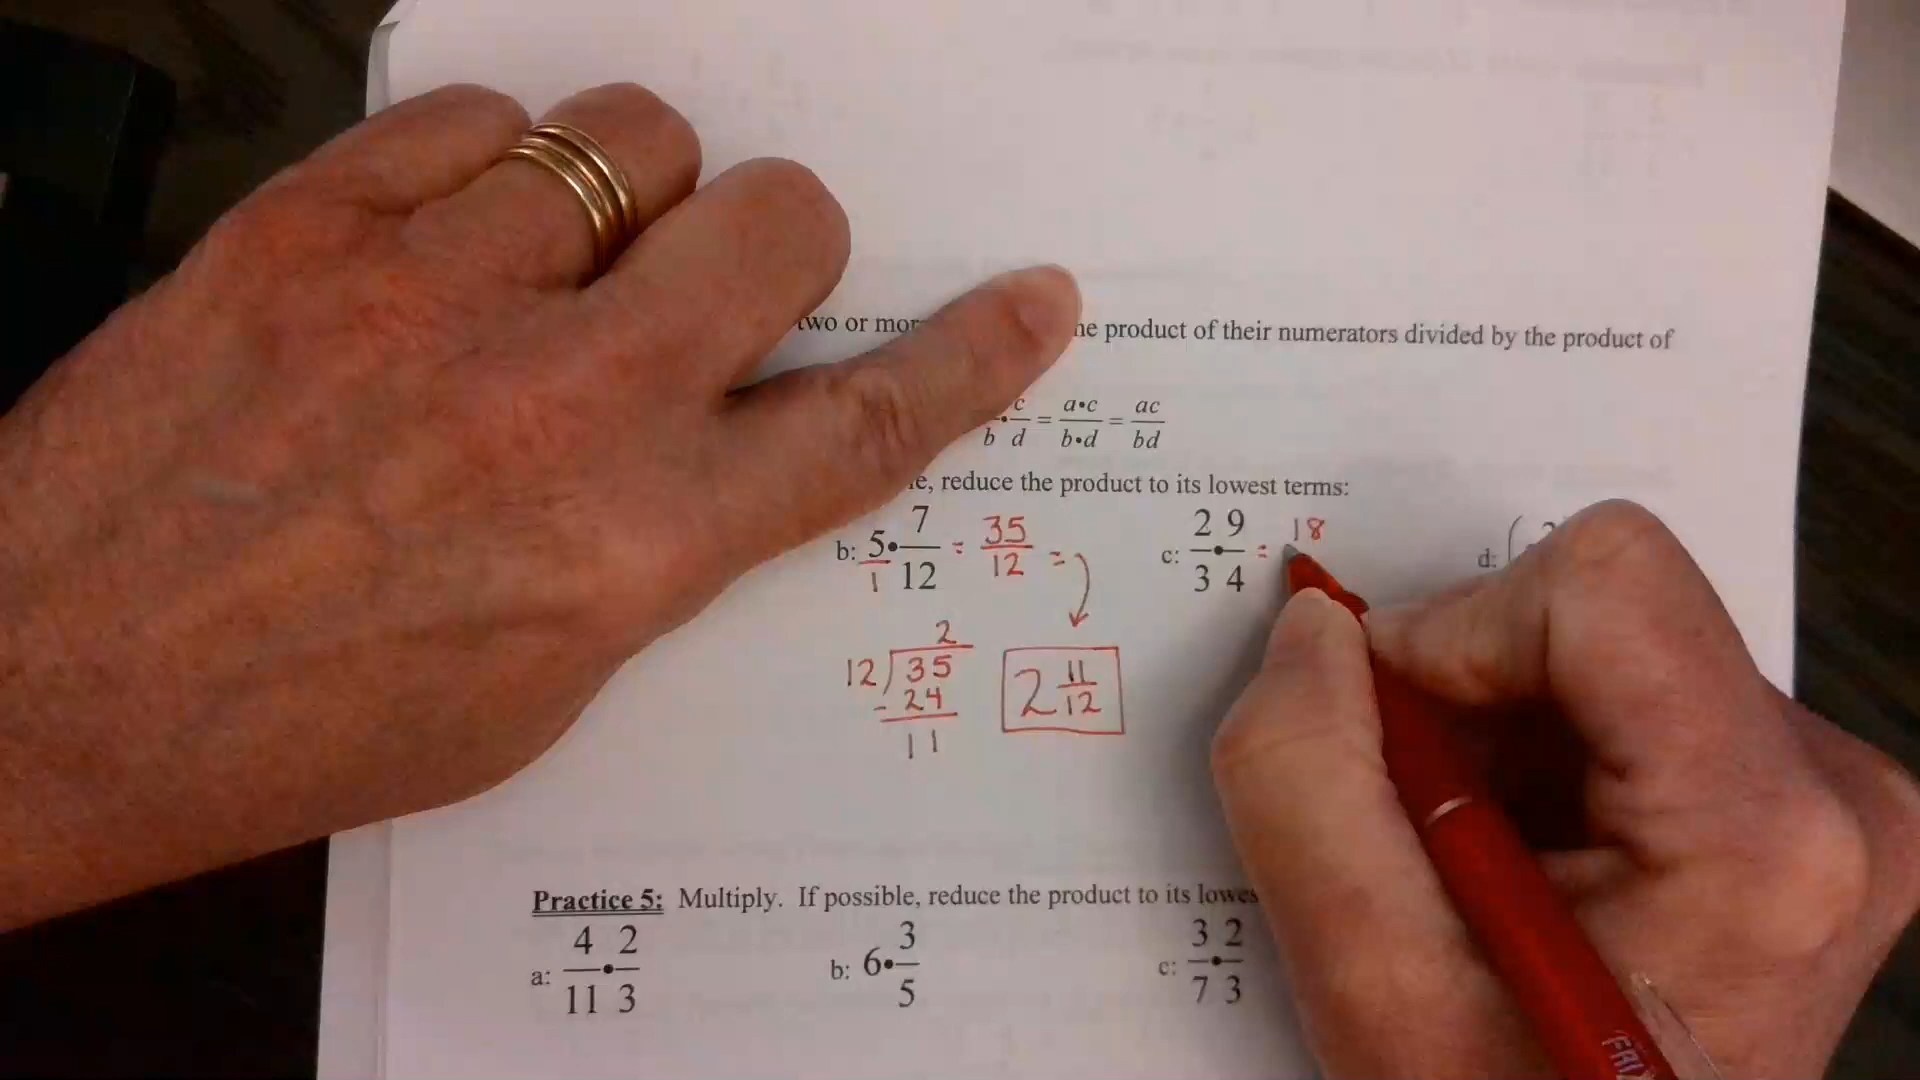 two or mor he product of their numerators divided by the product of
c/d = a•c/b•d = ac/bd
b
e, reduce the product to its lowest terms:
b: 5/1 • 7/12 = 35/12 =
c: 2/3 • 9/4 = 18
d: (
2
12 ) 35
- 24
11
2 11/12
Practice 5: Multiply. If possible, reduce the product to its lowes
a: 4/11 • 2/3
b: 6 • 3/5
c: 3/7 • 2/3